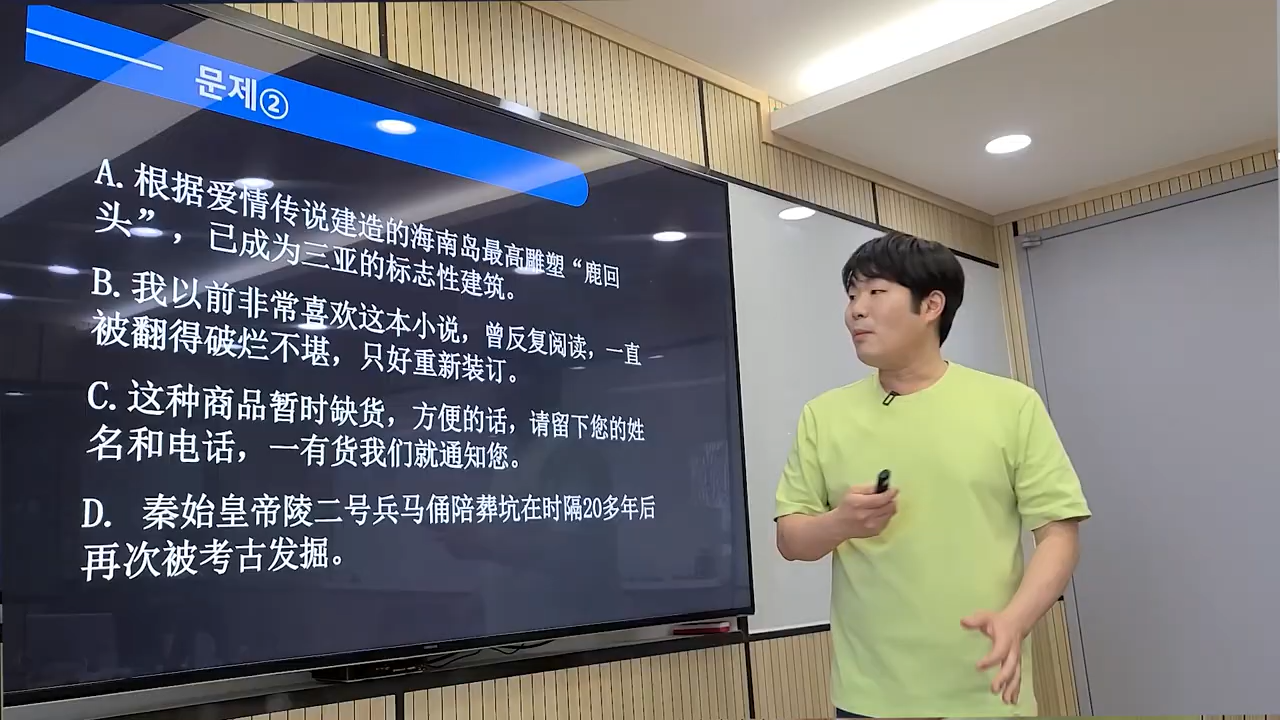 문제②
A. 根据爱情传说建造的海南岛最高雕塑“鹿回
头”，已成为三亚的标志性建筑。
B. 我以前非常喜欢这本小说，曾反复阅读，一直
被翻得破烂不堪，只好重新装订。
C. 这种商品暂时缺货，方便的话，请留下您的姓
名和电话，一有货我们就通知您。
D. 秦始皇帝陵二号兵马俑陪葬坑在时隔20多年后
再次被考古发掘。